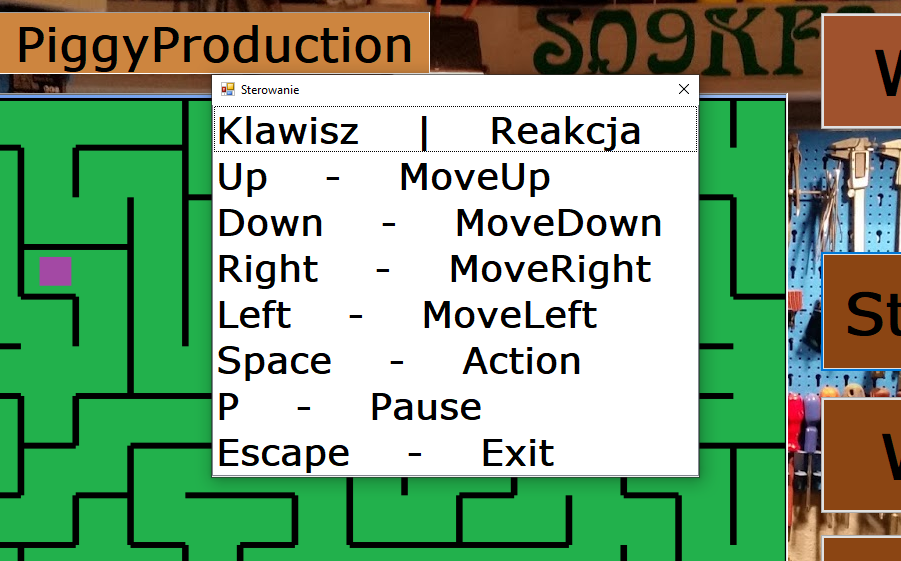 PiggyProduction
Sterowanie
Klawisz | Reakcja
Up - MoveUp
Down - MoveDown
Right - MoveRight
Left - MoveLeft
Space - Action
P - Pause
Escape - Exit